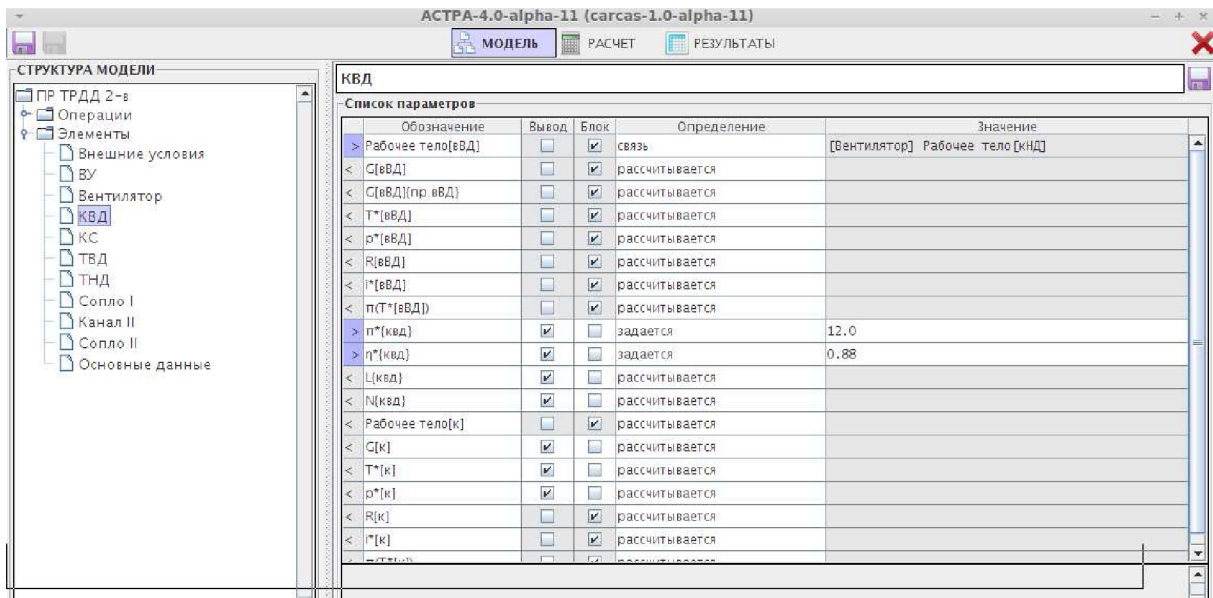 АСТРА-4.0-alpha-11 (carcas-1.0-alpha-11)
МОДЕЛЬ РАСЧЕТ РЕЗУЛЬТАТЫ
СТРУКТУРА МОДЕЛИ
ПР ТРДД 2-в
Операции
Элементы
Внешние условия
ВУ
Вентилятор
КВД
КС
ТВД
ТНД
Сопло I
Канал II
Сопло II
Основные данные
КВД
Список параметров
Обозначение Вывод Блок Определение Значение
> Рабочее тело[вВД] связь [Вентилятор] Рабочее тело[кНД]
< G[вВД] рассчитывается
< G[вВД]{пр.вВД} рассчитывается
< T*[вВД] рассчитывается
< p*[вВД] рассчитывается
< R[вВД] рассчитывается
< i*[вВД] рассчитывается
< π(T*[вВД]) рассчитывается
> π*{квд} задается 12.0
> η*{квд} задается 0.88
< L{квд} рассчитывается
< N{квд} рассчитывается
< Рабочее тело[к] рассчитывается
< G[к] рассчитывается
< T*[к] рассчитывается
< p*[к] рассчитывается
< R[к] рассчитывается
< i*[к] рассчитывается